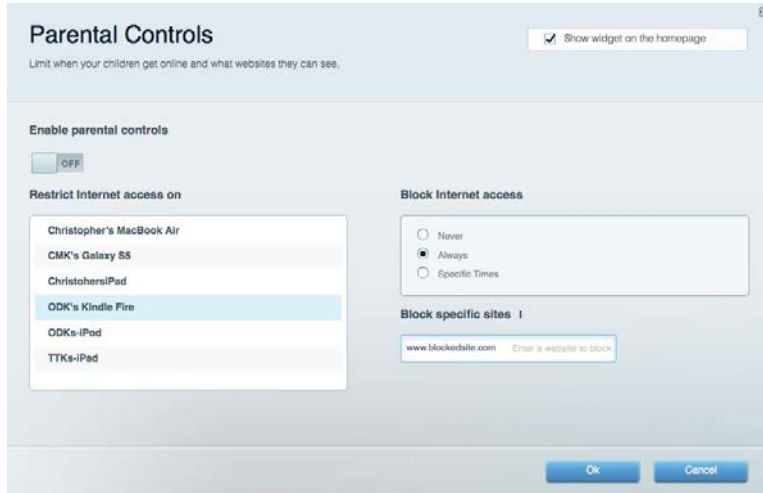 Parental Controls
Show widget on the homepage
Limit when your children get online and what websites they can see.
Enable parental controls
OFF
Restrict Internet access on
Christopher's MacBook Air
CMK's Galaxy S5
ChristohersiPad
ODK's Kindle Fire
ODKs-iPod
TTKs-iPad
Block Internet access
Never
Always
Specific Times
Block specific sites
www.blockedsite.com Enter a website to block
Ok
Cancel